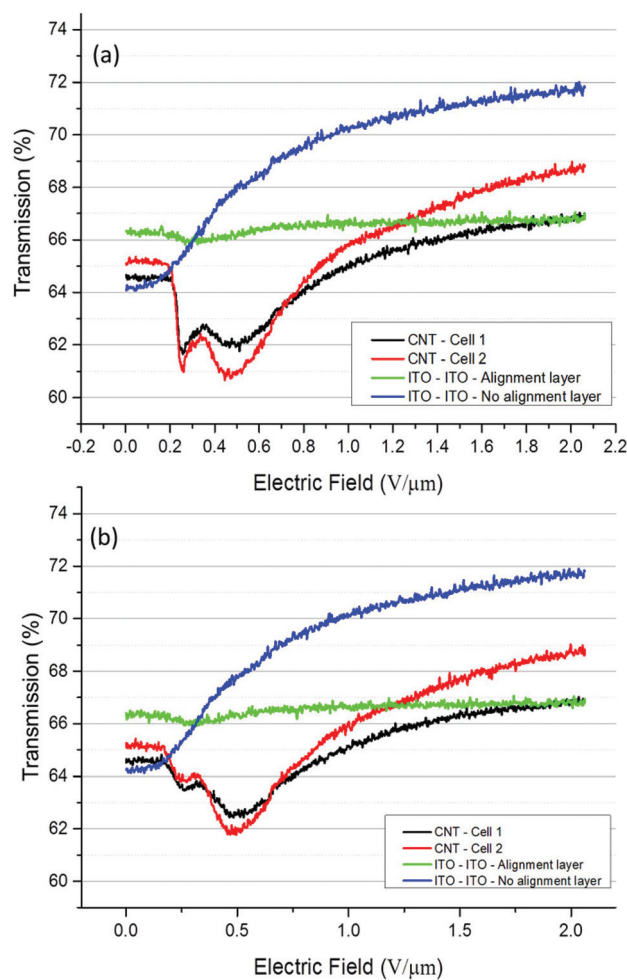 (a)
74
72
70
68
66
64
62
60
Transmission (%)
CNT - Cell 1
CNT - Cell 2
ITO - ITO - Alignment layer
ITO - ITO - No alignment layer
-0.2 0.0 0.2 0.4 0.6 0.8 1.0 1.2 1.4 1.6 1.8 2.0 2.2
Electric Field (V/μm)
(b)
74
72
70
68
66
64
62
60
Transmission (%)
CNT - Cell 1
CNT - Cell 2
ITO - ITO - Alignment layer
ITO - ITO - No alignment layer
0.0 0.5 1.0 1.5 2.0
Electric Field (V/μm)